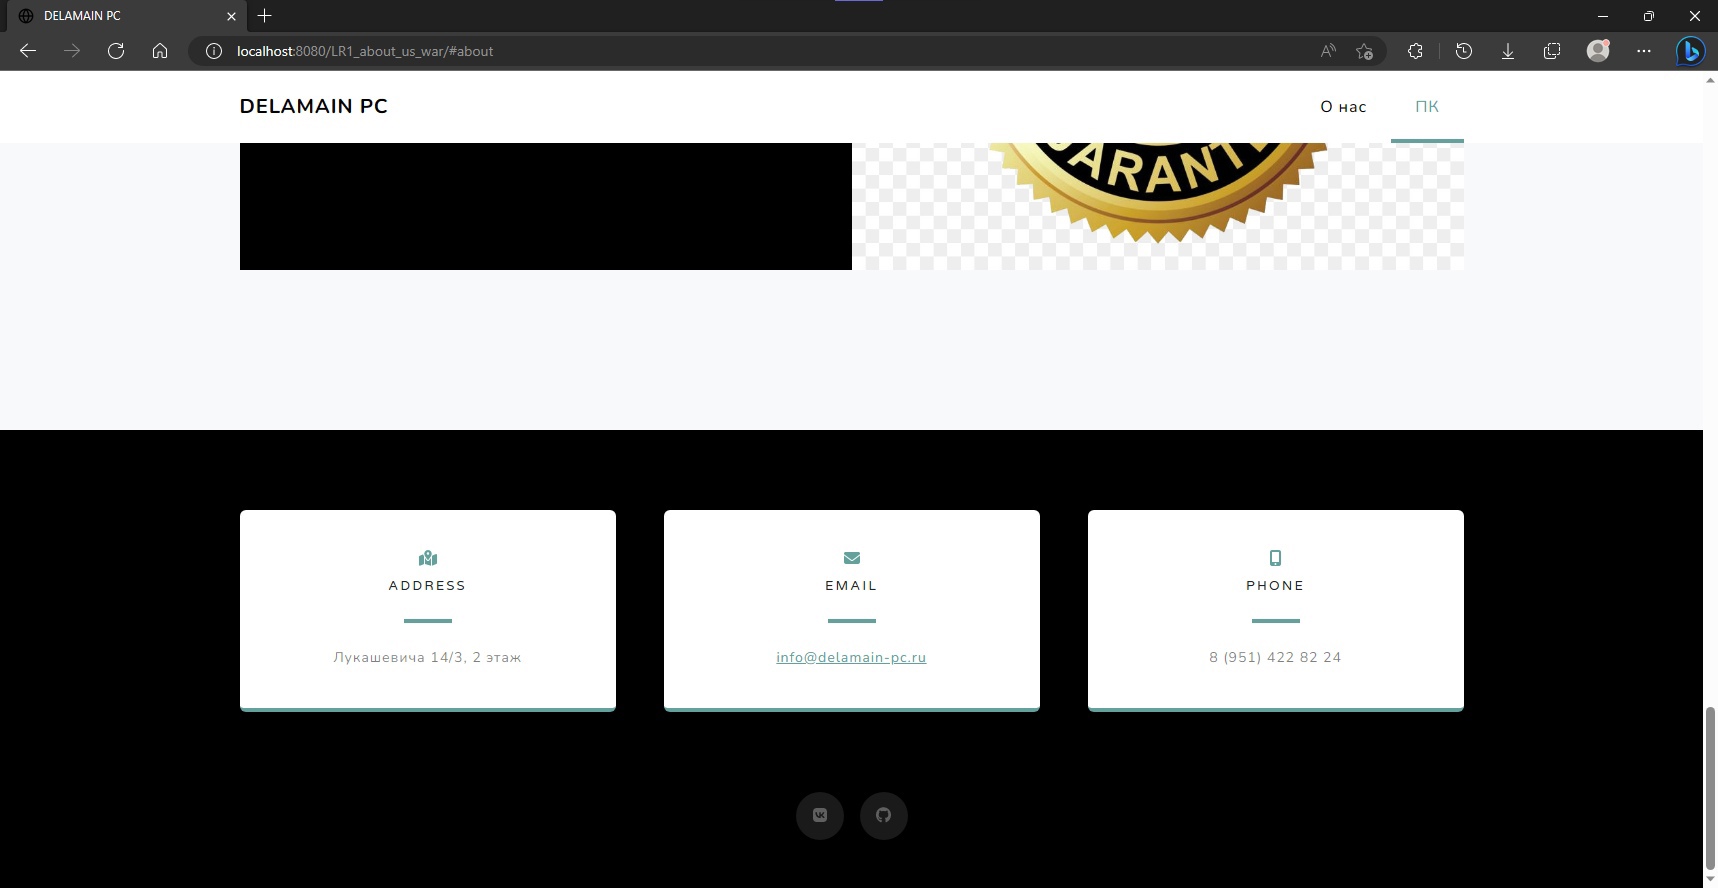 DELAMAIN PC
localhost:8080/LR1_about_us_war/#about
DELAMAIN PC
О нас
ПК
ADDRESS
Лукашевича 14/3, 2 этаж
EMAIL
info@delamain-pc.ru
PHONE
8 (951) 422 82 24